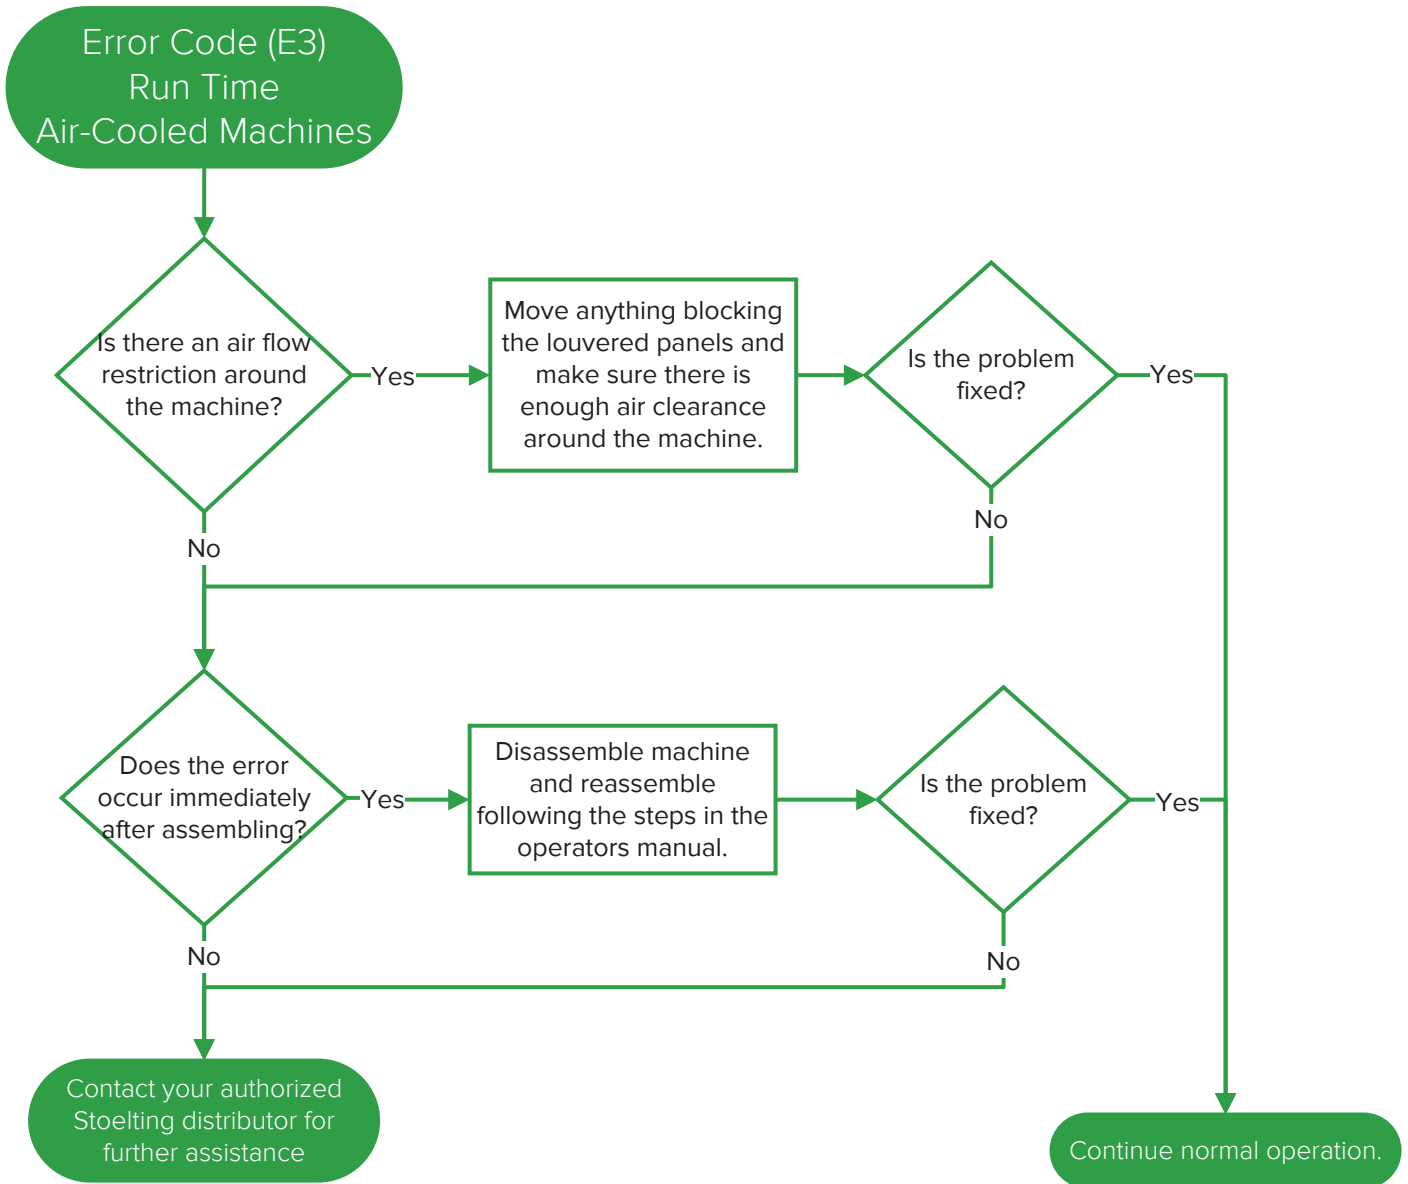 Error Code (E3)
Run Time
Air-Cooled Machines
Is there an air flow
restriction around
the machine?
Yes
Move anything blocking
the louvered panels and
make sure there is
enough air clearance
around the machine.
Is the problem
fixed?
Yes
No
No
Does the error
occur immediately
after assembling?
Yes
Disassemble machine
and reassemble
following the steps in the
operators manual.
Is the problem
fixed?
Yes
No
No
Contact your authorized
Stoelting distributor for
further assistance
Continue normal operation.